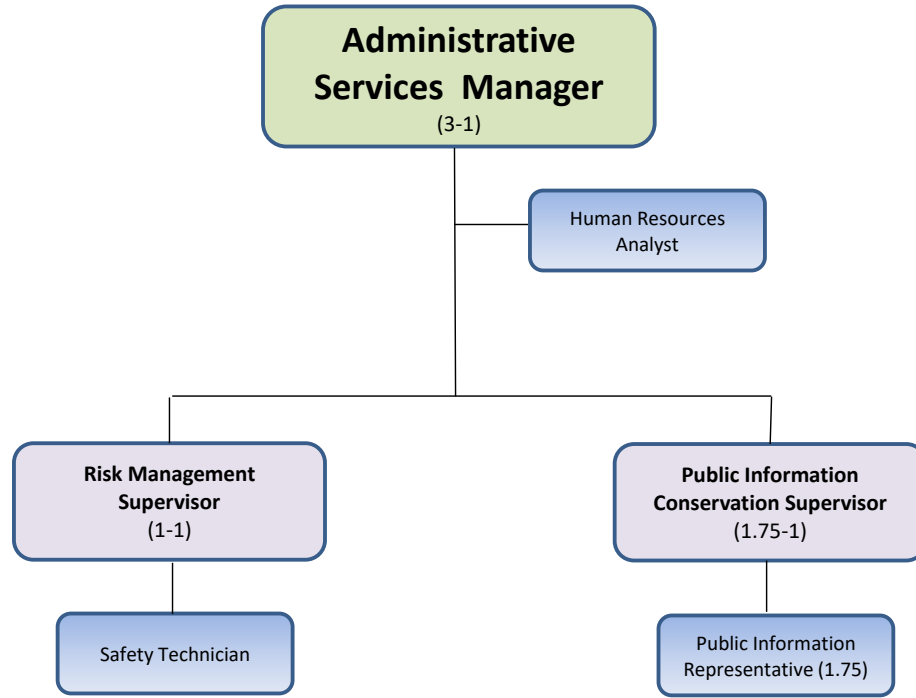 Administrative
Services Manager
(3-1)
Human Resources
Analyst
Risk Management
Supervisor
(1-1)
Public Information
Conservation Supervisor
(1.75-1)
Safety Technician
Public Information
Representative (1.75)